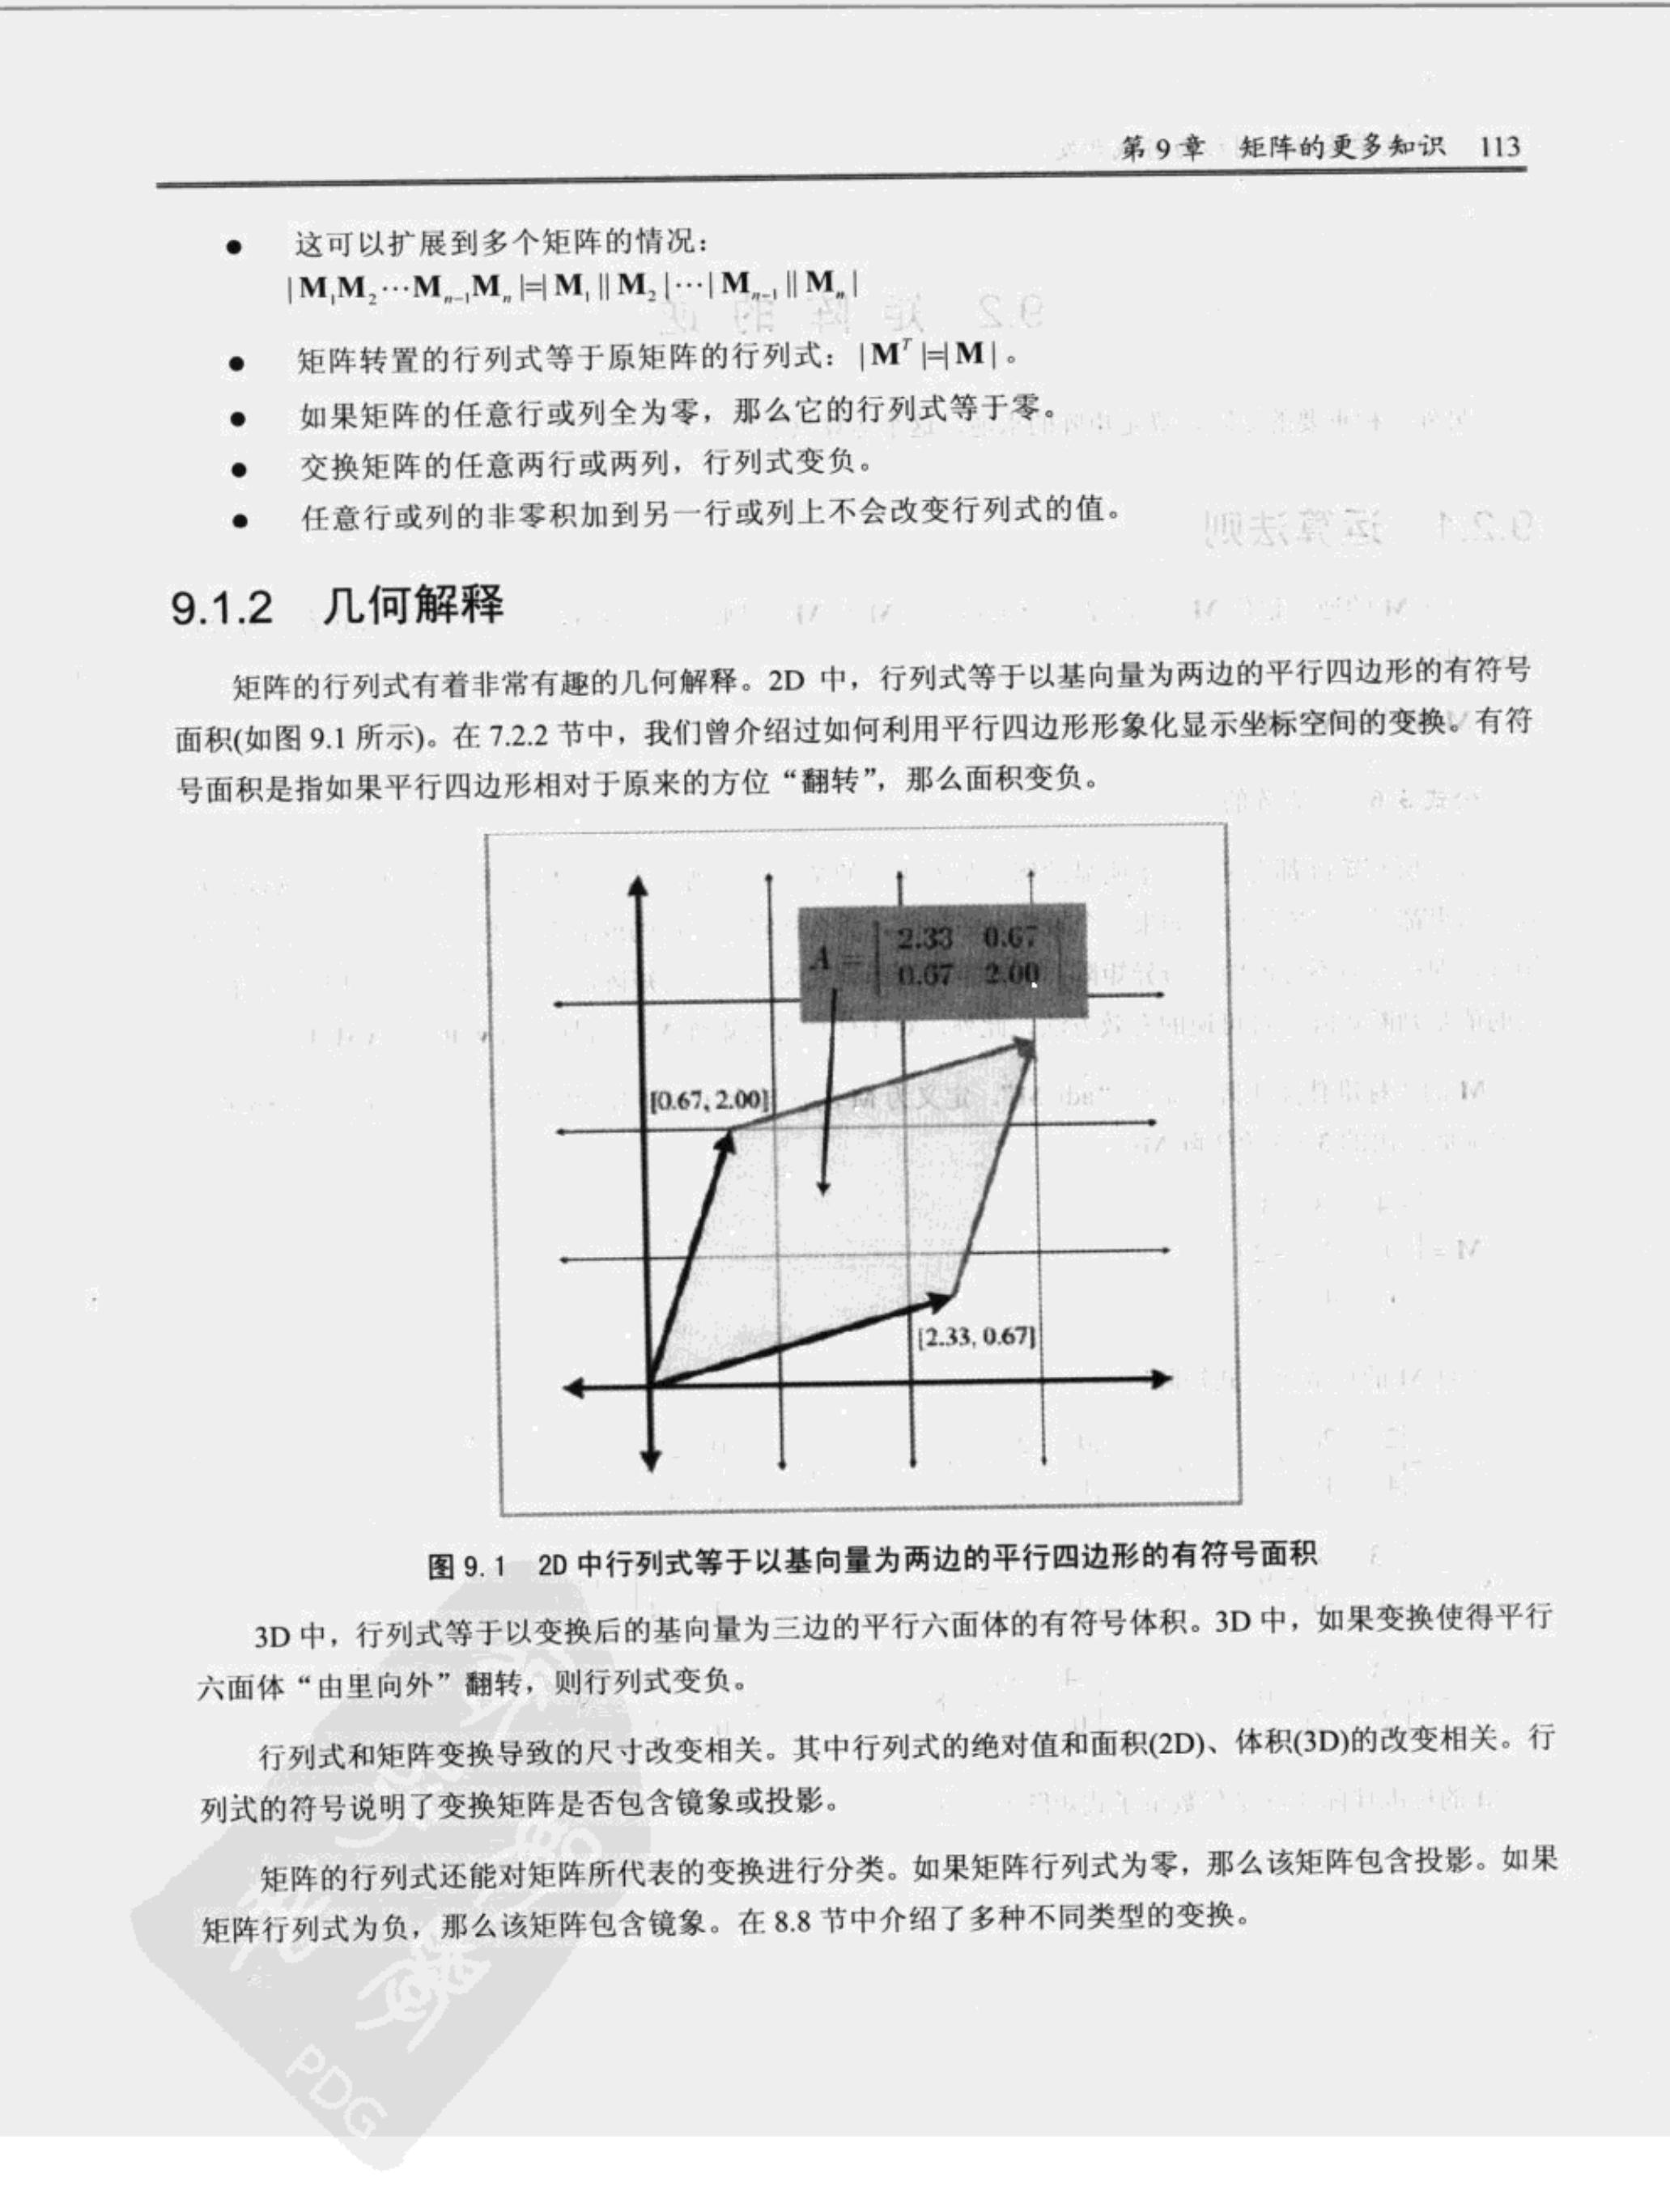 第 9 章 矩阵的更多知识 113
● 这可以扩展到多个矩阵的情况：
|M₁M₂⋯Mₙ₋₁Mₙ|=|M₁||M₂|⋯|Mₙ₋₁||Mₙ|
● 矩阵转置的行列式等于原矩阵的行列式：|Mᵀ|=|M|。
● 如果矩阵的任意行或列全为零，那么它的行列式等于零。
● 交换矩阵的任意两行或两列，行列式变负。
● 任意行或列的非零积加到另一行或列上不会改变行列式的值。
9.1.2 几何解释
矩阵的行列式有着非常有趣的几何解释。2D 中，行列式等于以基向量为两边的平行四边形的有符号
面积(如图 9.1 所示)。在 7.2.2 节中，我们曾介绍过如何利用平行四边形形象化显示坐标空间的变换。有符
号面积是指如果平行四边形相对于原来的方位“翻转”，那么面积变负。
A = | 2.33 0.67
0.67 2.00 |
[0.67, 2.00]
[2.33, 0.67]
图 9.1 2D 中行列式等于以基向量为两边的平行四边形的有符号面积
3D 中，行列式等于以变换后的基向量为三边的平行六面体的有符号体积。3D 中，如果变换使得平行
六面体“由里向外”翻转，则行列式变负。
行列式和矩阵变换导致的尺寸改变相关。其中行列式的绝对值和面积(2D)、体积(3D)的改变相关。行
列式的符号说明了变换矩阵是否包含镜象或投影。
矩阵的行列式还能对矩阵所代表的变换进行分类。如果矩阵行列式为零，那么该矩阵包含投影。如果
矩阵行列式为负，那么该矩阵包含镜象。在 8.8 节中介绍了多种不同类型的变换。
PDG